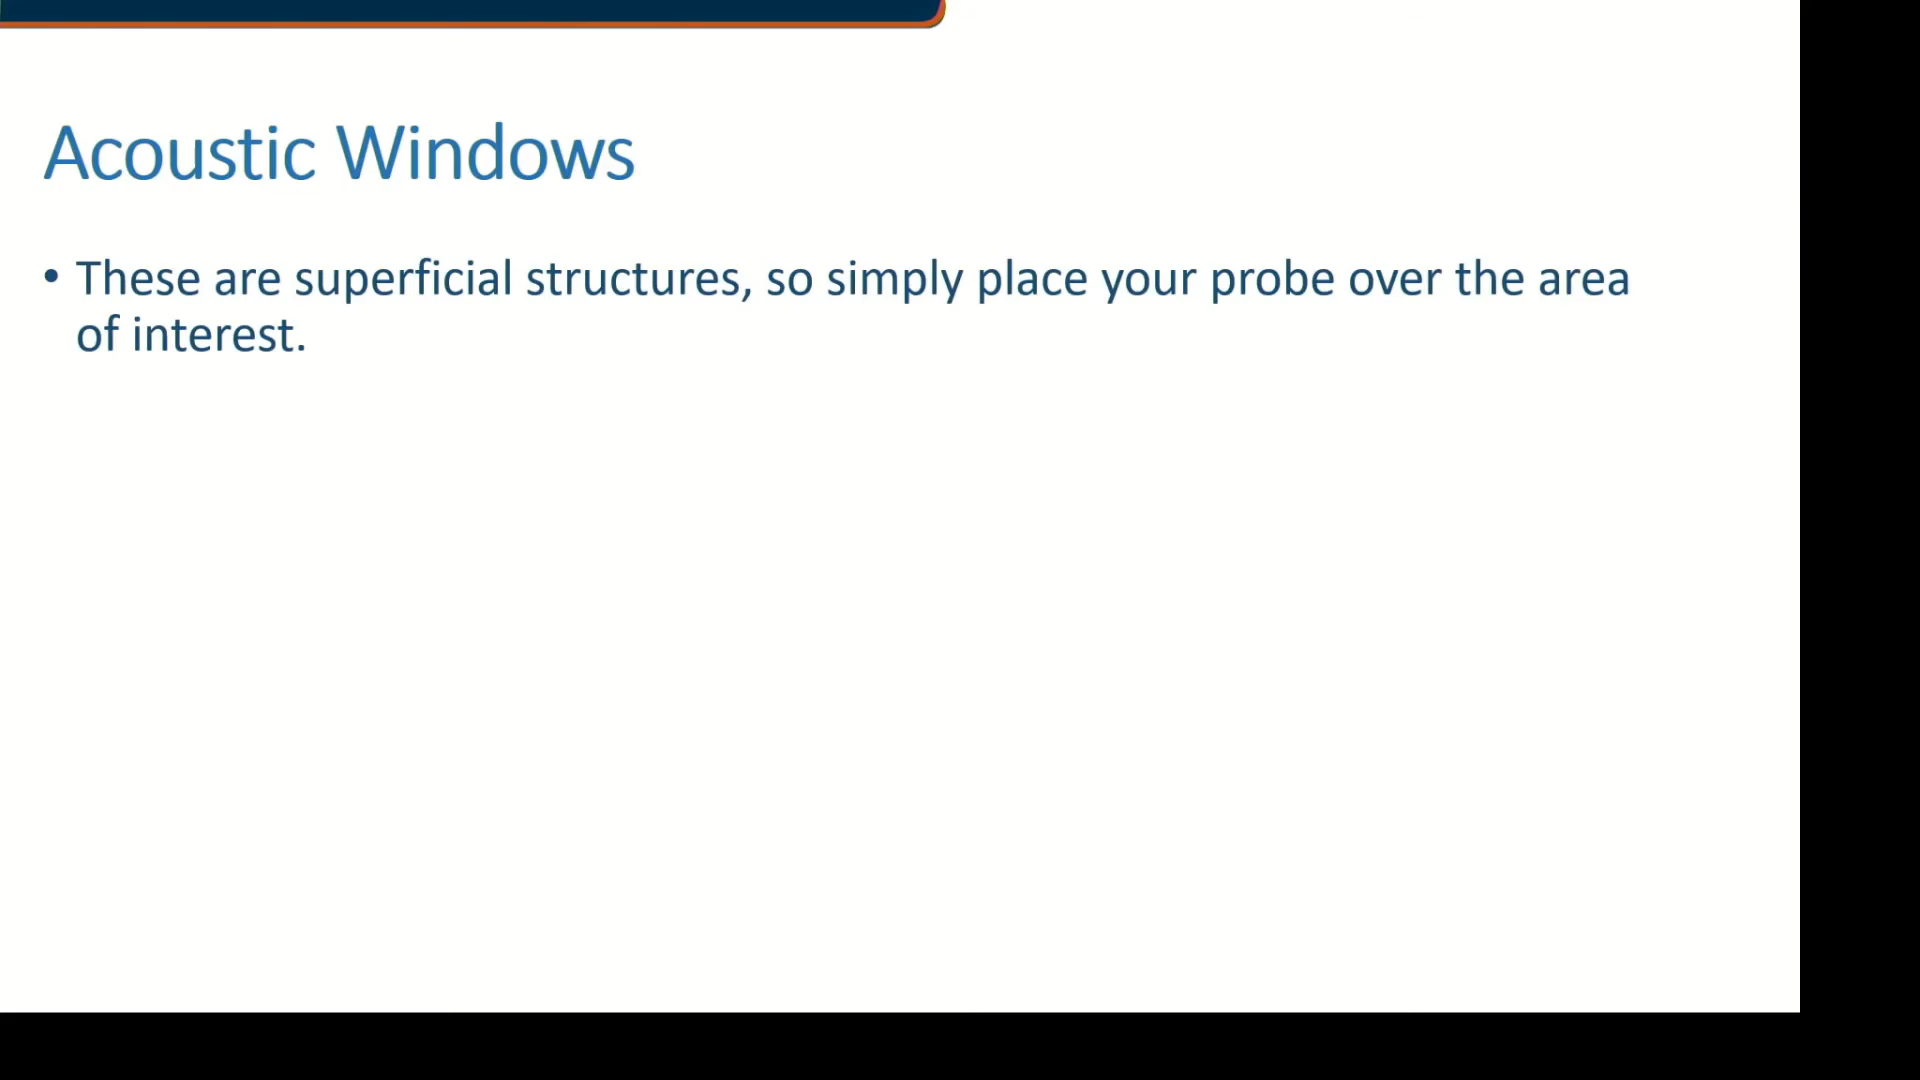 Acoustic Windows
• These are superficial structures, so simply place your probe over the area
of interest.